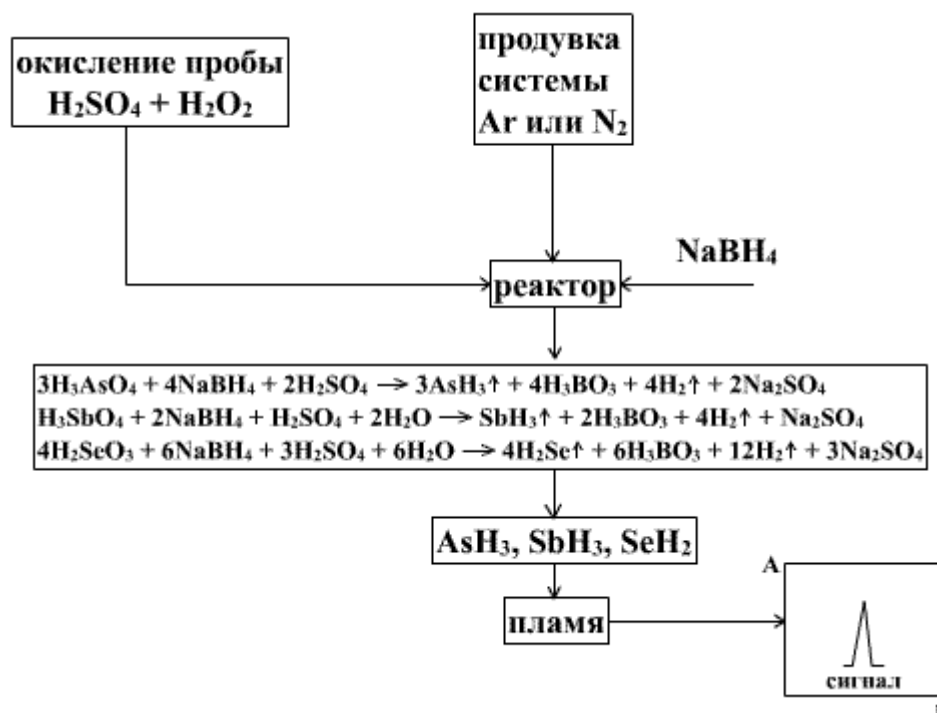 окисление пробы
H₂SO₄ + H₂O₂
продувка
системы
Ar или N₂
NaBH₄
реактор
3H₃AsO₄ + 4NaBH₄ + 2H₂SO₄ → 3AsH₃↑ + 4H₃BO₃ + 4H₂↑ + 2Na₂SO₄
H₃SbO₄ + 2NaBH₄ + H₂SO₄ + 2H₂O → SbH₃↑ + 2H₃BO₃ + 4H₂↑ + Na₂SO₄
4H₂SeO₃ + 6NaBH₄ + 3H₂SO₄ + 6H₂O → 4H₂Se↑ + 6H₃BO₃ + 12H₂↑ + 3Na₂SO₄
AsH₃, SbH₃, SeH₂
пламя
A
сигнал